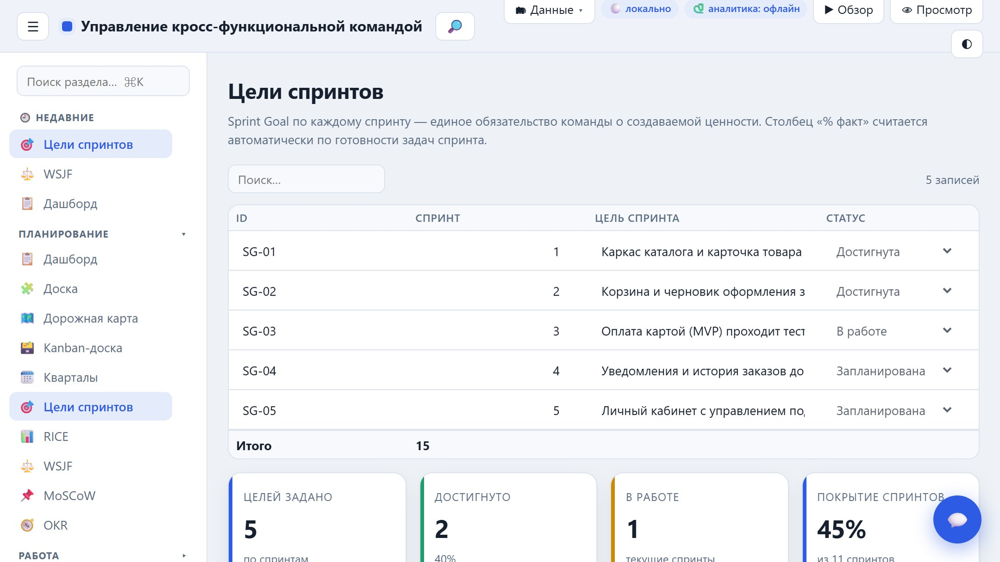 Управление кросс-функциональной командой
Данные
локально
аналитика: офлайн
Обзор
Просмотр
Поиск раздела... ⌘K
НЕДАВНИЕ
Цели спринтов
WSJF
Дашборд
ПЛАНИРОВАНИЕ
Дашборд
Доска
Дорожная карта
Kanban-доска
Кварталы
Цели спринтов
RICE
WSJF
MoSCoW
OKR
РАБОТА
Цели спринтов
Sprint Goal по каждому спринту — единое обязательство команды о создаваемой ценности. Столбец «% факт» считается
автоматически по готовности задач спринта.
Поиск...
5 записей
ID СПРИНТ ЦЕЛЬ СПРИНТА СТАТУС
SG-01 1 Каркас каталога и карточка товара Достигнута
SG-02 2 Корзина и черновик оформления з Достигнута
SG-03 3 Оплата картой (MVP) проходит тест В работе
SG-04 4 Уведомления и история заказов до Запланирована
SG-05 5 Личный кабинет с управлением по Запланирована
Итого 15
ЦЕЛЕЙ ЗАДАНО
5
по спринтам
ДОСТИГНУТО
2
40%
В РАБОТЕ
1
текущие спринты
ПОКРЫТИЕ СПРИНТОВ
45%
из 11 спринтов